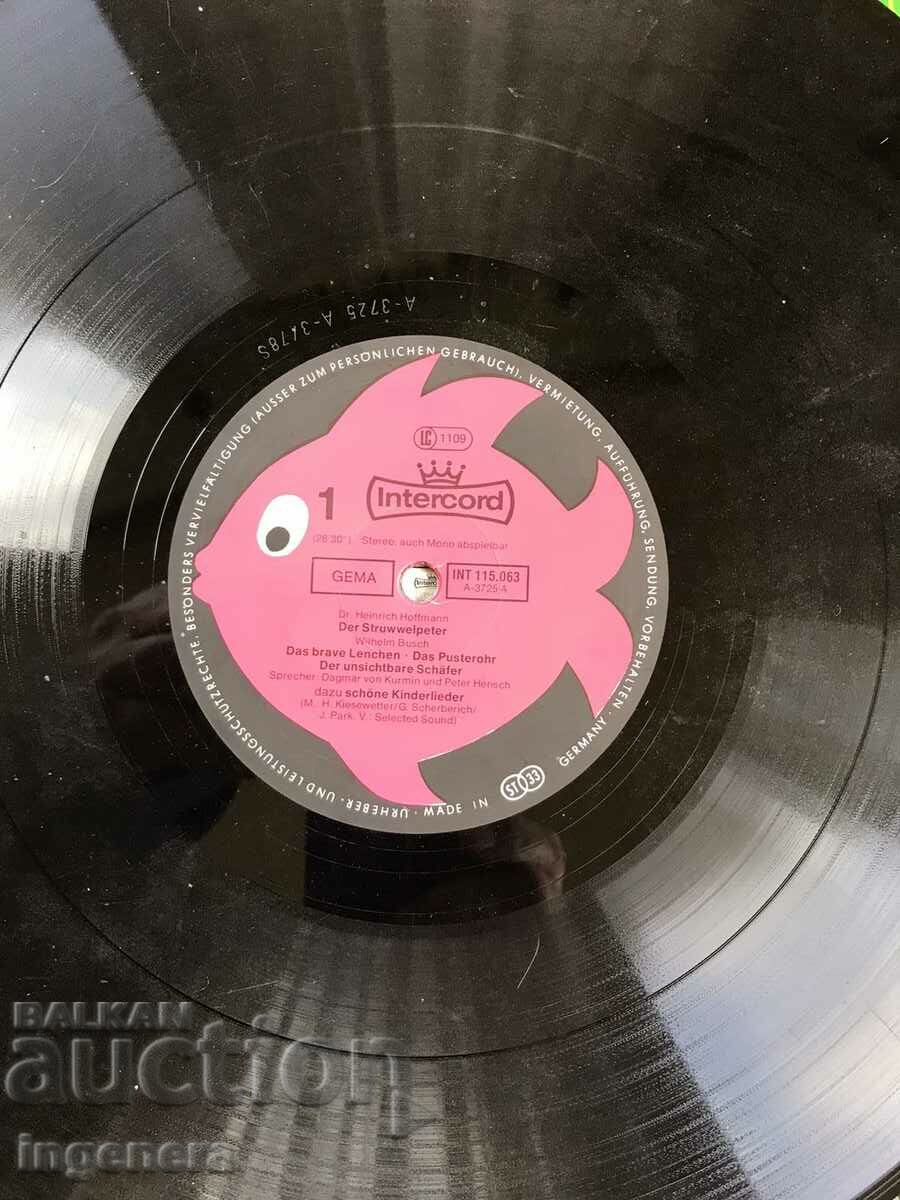 A-3725 A-3478S
URHEBER- UND LEISTUNGSSCHUTZRECHTE, BESONDERS VERVIELFÄLTIGUNG (AUSSER ZUM PERSÖNLICHEN GEBRAUCH), VERMIETUNG, AUFFÜHRUNG, SENDUNG, VORBEHALTEN ·
MADE IN ST 33 GERMANY ·
LC 1109
1
Intercord
(28'30") Stereo: auch Mono abspielbar
GEMA
INT 115.063
A-3725 A
Dr. Heinrich Hoffmann
Der Struwwelpeter
Wilhelm Busch
Das brave Lenchen · Das Pusterohr
Der unsichtbare Schäfer
Sprecher: Dagmar von Kurmin und Peter Hensch
dazu schöne Kinderlieder
(M.: H. Kiesewetter/G. Scherberich/
J. Park. V.: Selected Sound)
BALKAN
auction
ingenera